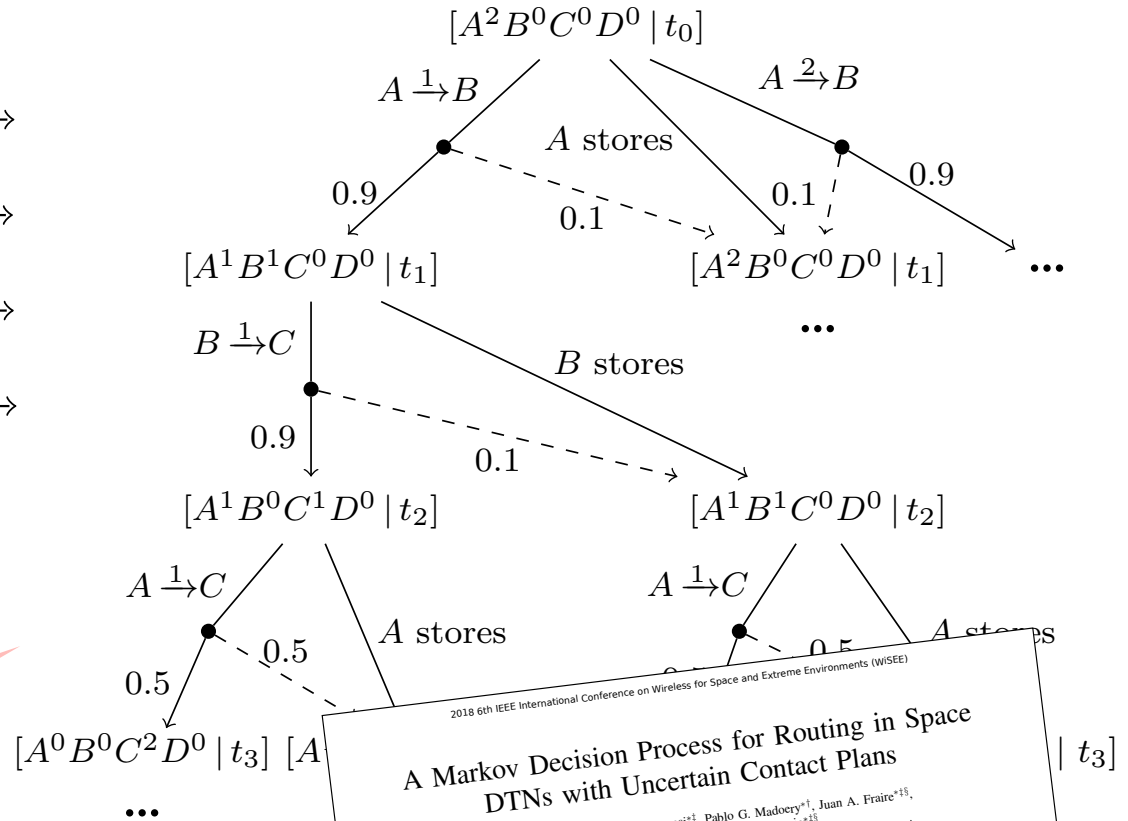 [A²B⁰C⁰D⁰ | t₀]
A →¹ B
A →² B
A stores
0.9
0.1
0.1
0.9
[A¹B¹C⁰D⁰ | t₁]
[A²B⁰C⁰D⁰ | t₁]
...
...
B →¹ C
B stores
0.9
0.1
[A¹B⁰C¹D⁰ | t₂]
[A¹B¹C⁰D⁰ | t₂]
A →¹ C
A stores
A →¹ C
A stores
0.5
0.5
0.5
[A⁰B⁰C²D⁰ | t₃]
[A
| t₃]
...
2018 6th IEEE International Conference on Wireless for Space and Extreme Environments (WiSEE)
A Markov Decision Process for Routing in Space
DTNs with Uncertain Contact Plans
Pablo G. Madoery*†, Juan A. Fraire*‡§,